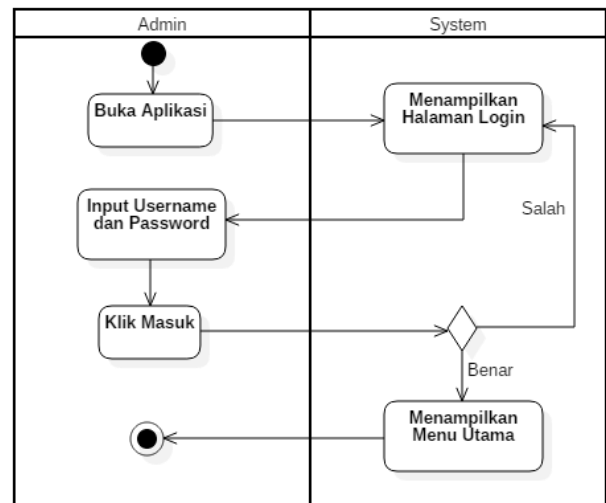 Admin
System
Buka Aplikasi
Menampilkan
Halaman Login
Input Username
dan Password
Salah
Klik Masuk
Benar
Menampilkan
Menu Utama